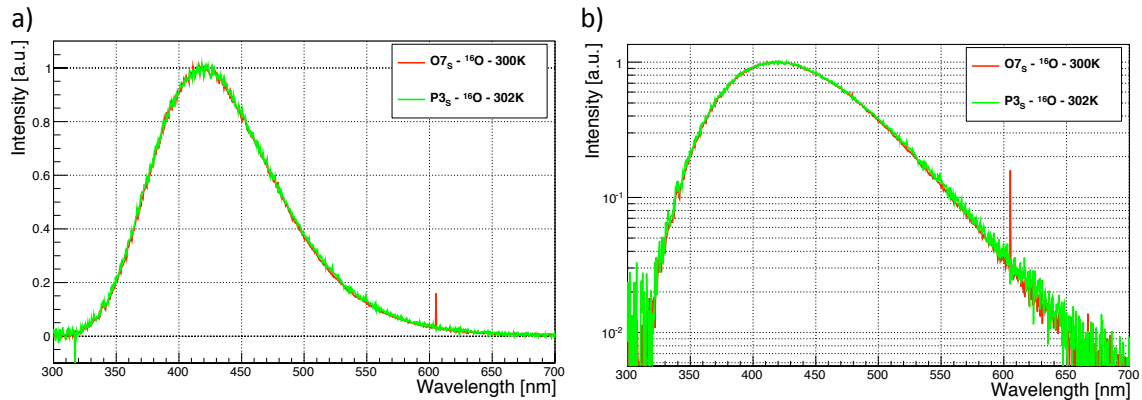 a)
Intensity [a.u.]
1
0.8
0.6
0.4
0.2
0
O7S - ¹⁶O - 300K
P3S - ¹⁶O - 302K
300 350 400 450 500 550 600 650 700
Wavelength [nm]
b)
Intensity [a.u.]
1
10⁻¹
10⁻²
O7S - ¹⁶O - 300K
P3S - ¹⁶O - 302K
300 350 400 450 500 550 600 650 700
Wavelength [nm]